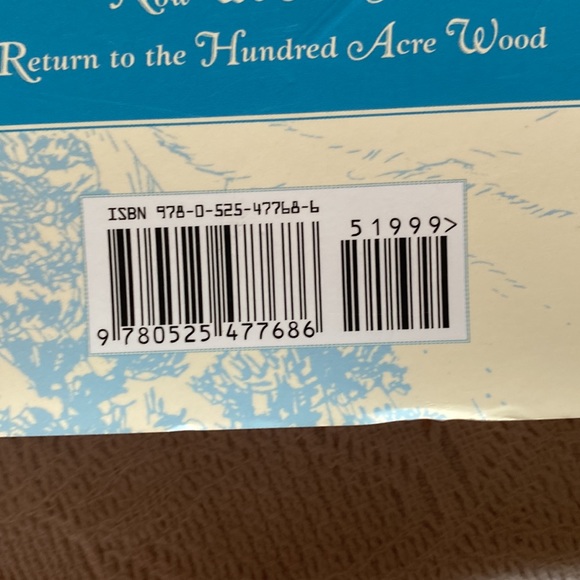 Return to the Hundred Acre Wood
ISBN 978-0-525-47768-6
51999>
9 780525 477686